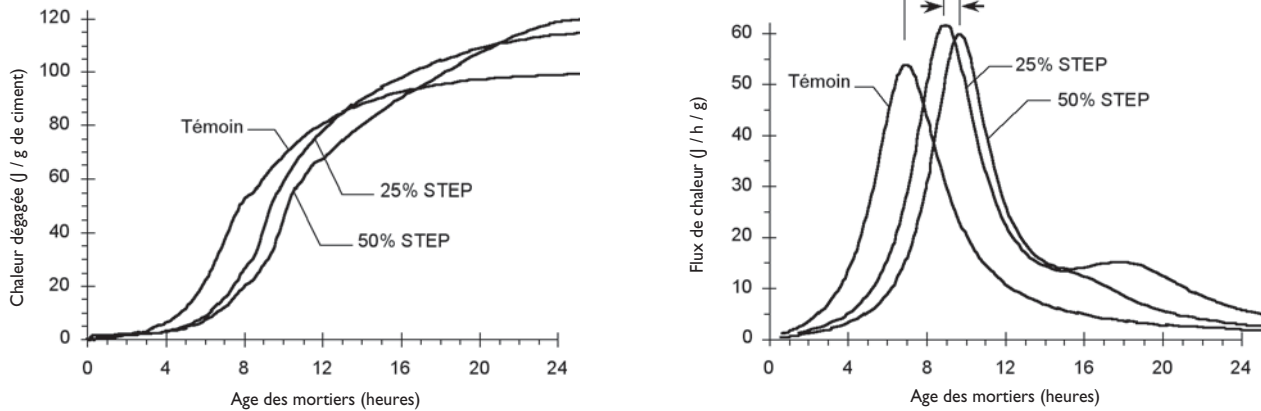 Chaleur dégagée (J / g de ciment)
120
100
80
60
40
20
0
Témoin
25% STEP
50% STEP
0 4 8 12 16 20 24
Age des mortiers (heures)
Flux de chaleur (J / h / g)
60
50
40
30
20
10
0
Témoin
25% STEP
50% STEP
0 4 8 12 16 20 24
Age des mortiers (heures)